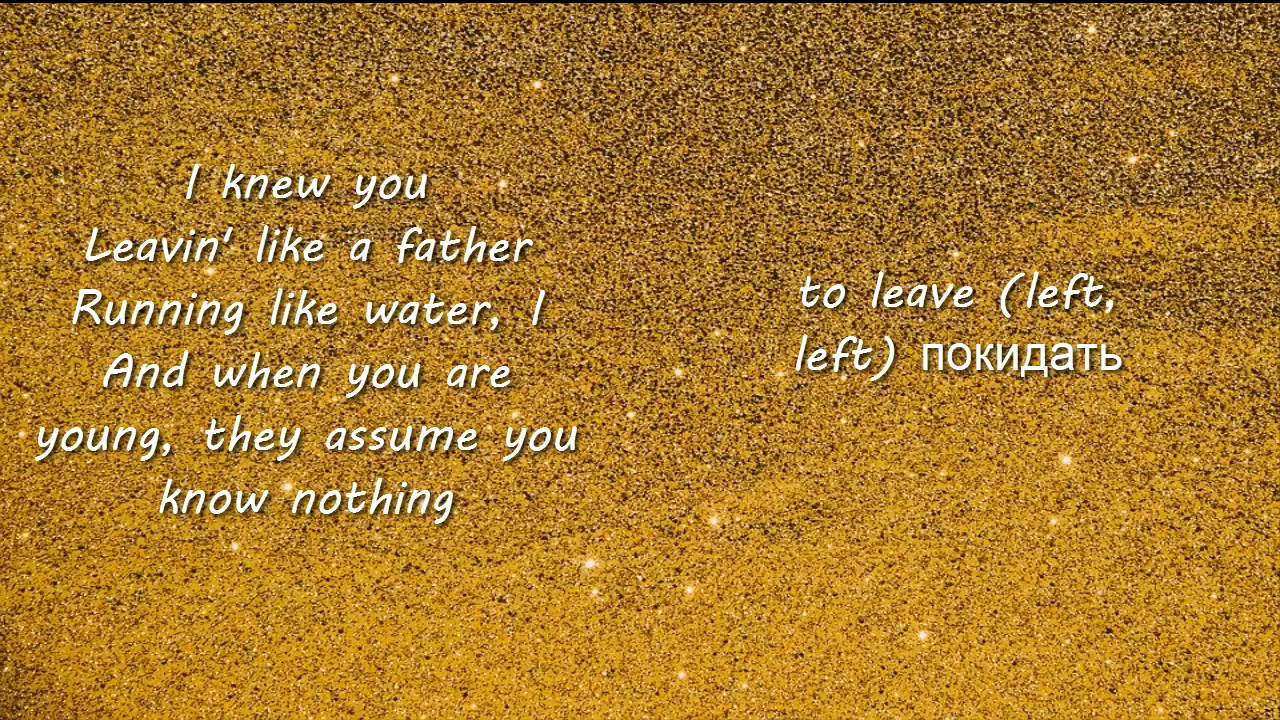 I knew you
Leavin' like a father
Running like water, I
And when you are
young, they assume you
know nothing
to leave (left,
left) покидать